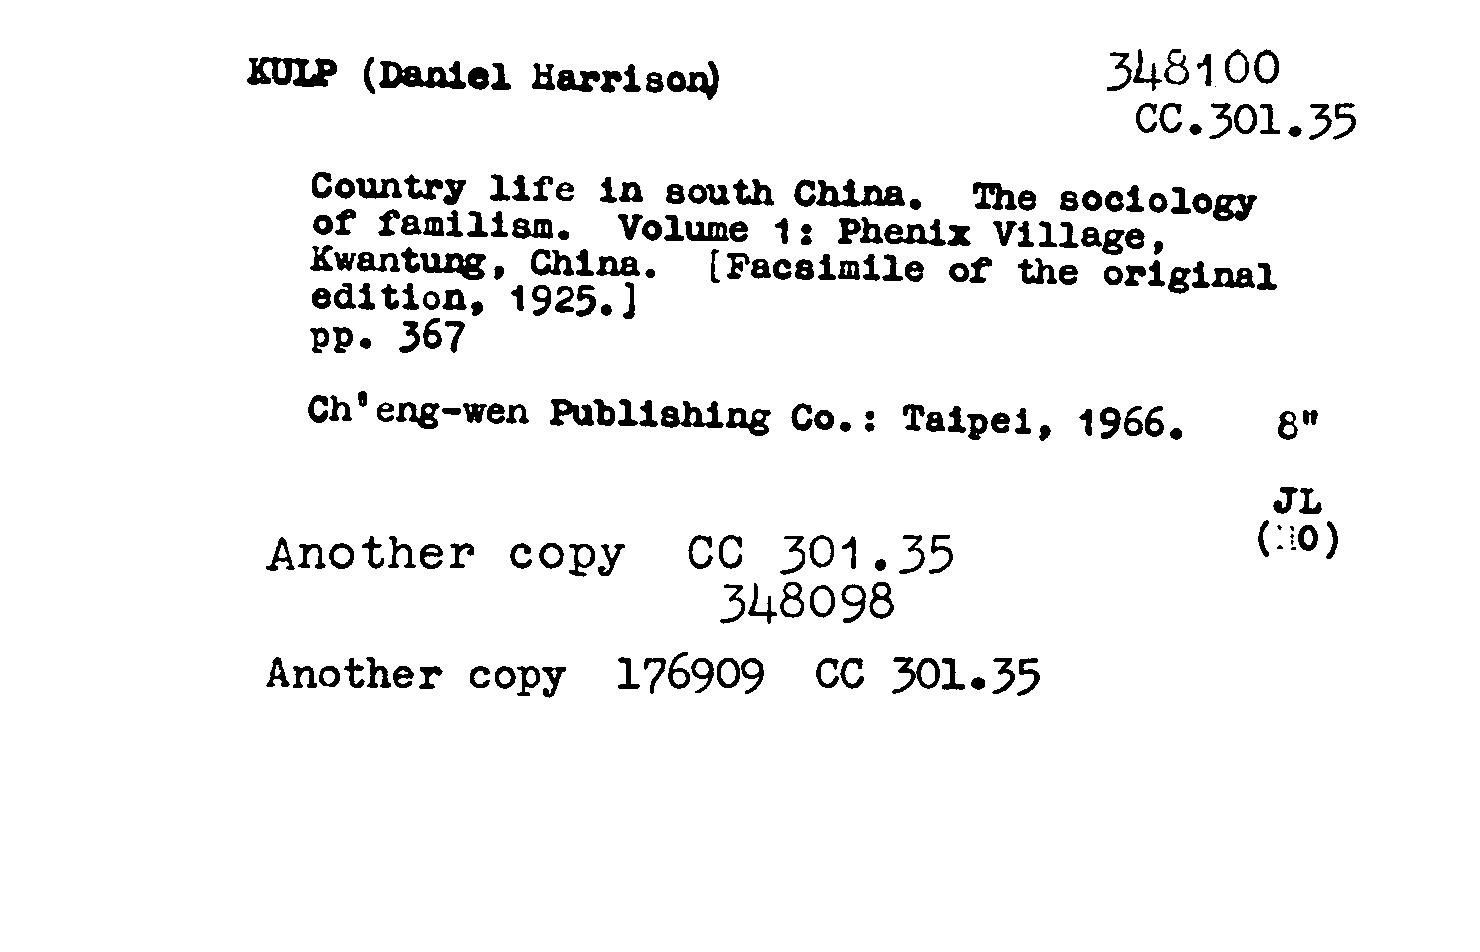 KULP (Daniel Harrison) 348100
CC.301.35
Country life in south China. The sociology
of familism. Volume 1: Phenix Village,
Kwantung, China. [Facsimile of the original
edition, 1925.]
pp. 367
Ch'eng-wen Publishing Co.: Taipei, 1966. 8"
JL
Another copy CC 301.35
348098
Another copy 176909 CC 301.35